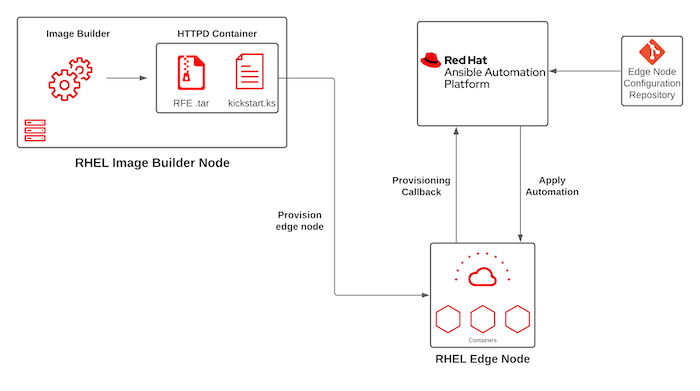 Image Builder
HTTPD Container
RFE .tar
kickstart.ks
RHEL Image Builder Node
Red Hat
Ansible Automation
Platform
Edge Node
Configuration
Repository
Provisioning
Callback
Apply
Automation
Provision
edge node
Containers
RHEL Edge Node